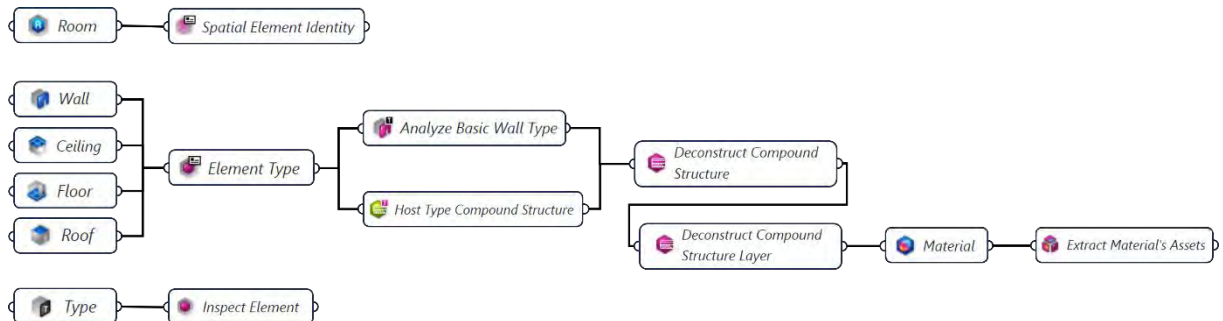 Room
Spatial Element Identity
Wall
Ceiling
Floor
Roof
Element Type
Analyze Basic Wall Type
Host Type Compound Structure
Deconstruct Compound
Structure
Deconstruct Compound
Structure Layer
Material
Extract Material's Assets
Type
Inspect Element